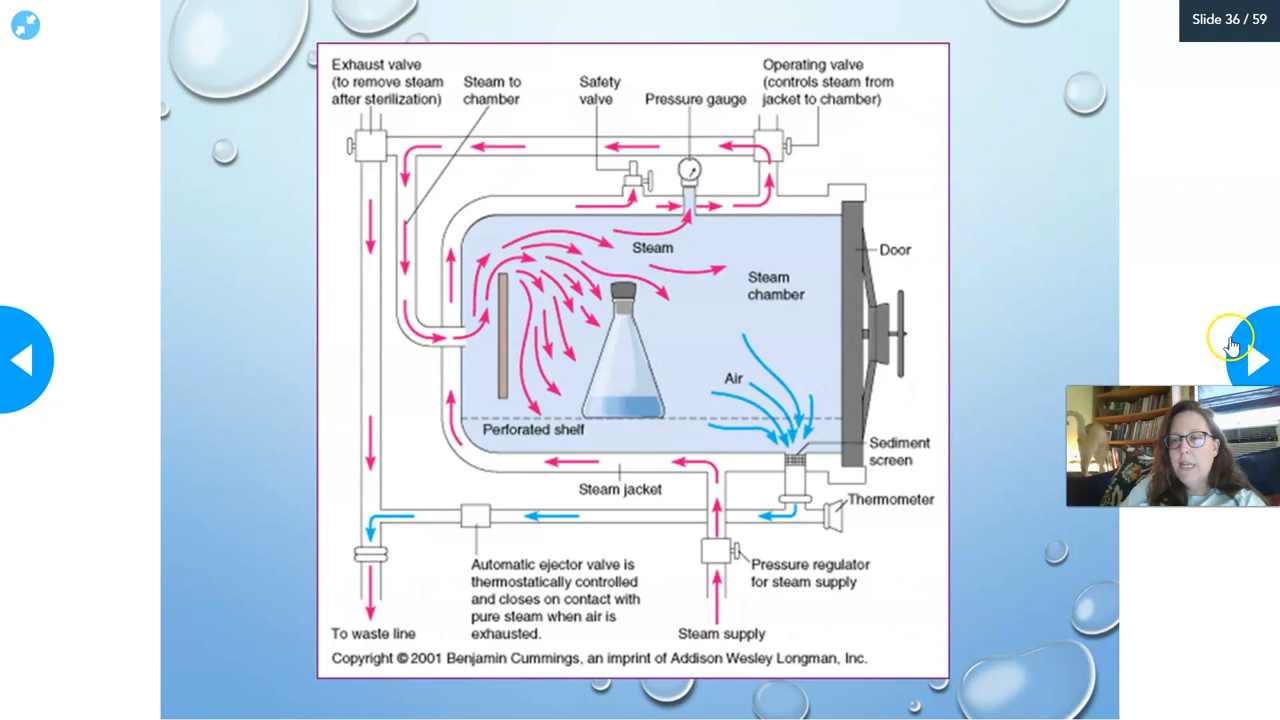 Slide 36 / 59
Exhaust valve
(to remove steam
after sterilization)
Steam to
chamber
Safety
valve
Pressure gauge
Operating valve
(controls steam from
jacket to chamber)
Steam
Steam
chamber
Door
Air
Perforated shelf
Sediment
screen
Steam jacket
Thermometer
Automatic ejector valve is
thermostatically controlled
and closes on contact with
pure steam when air is
exhausted.
Pressure regulator
for steam supply
To waste line
Steam supply
Copyright © 2001 Benjamin Cummings, an imprint of Addison Wesley Longman, Inc.